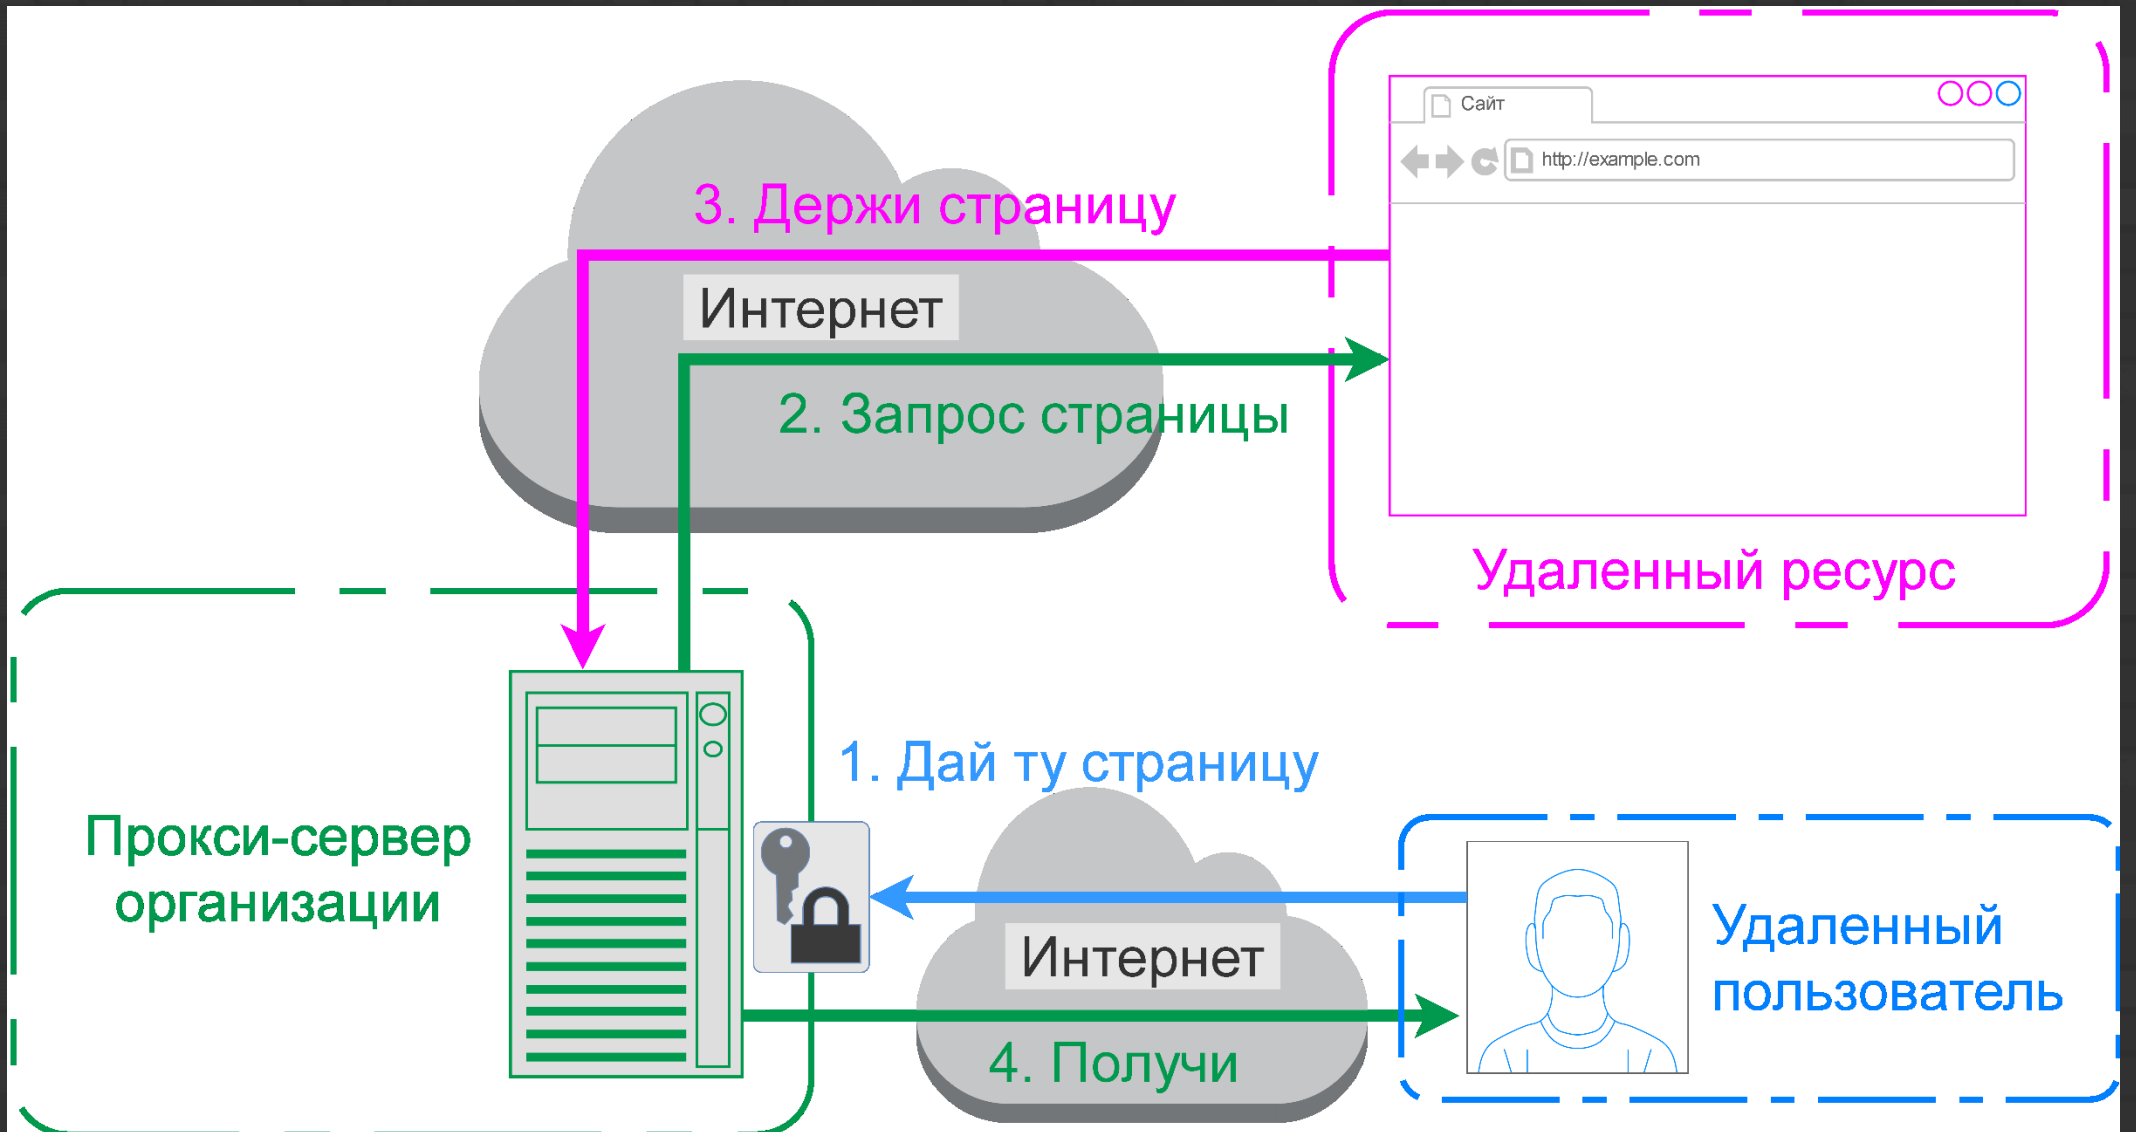 Сайт
http://example.com
3. Держи страницу
Интернет
2. Запрос страницы
Удаленный ресурс
1. Дай ту страницу
Прокси-сервер
организации
Интернет
Удаленный
пользователь
4. Получи